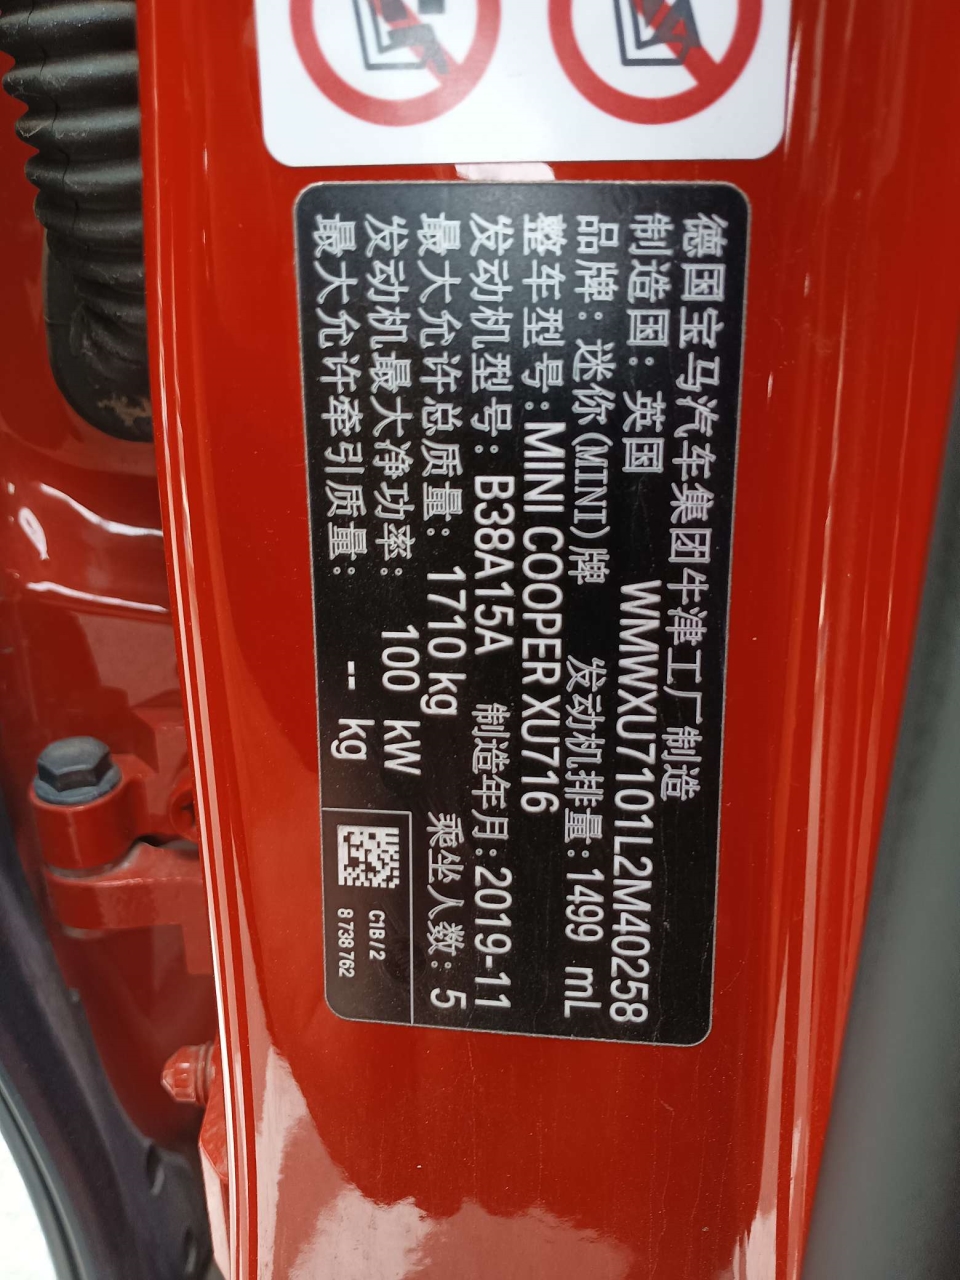 德国宝马汽车集团牛津工厂制造
制造国：英国 WMWXU7101L2M40258
品牌：迷你(MINI)牌 发动机排量：1499 mL
整车型号：MINI COOPER XU716
发动机型号：B38A15A 制造年月：2019-11
最大允许总质量：1710 kg 乘坐人数：5
发动机最大净功率：100 kW
最大允许牵引质量：-- kg
C1B / 2
8 738 762